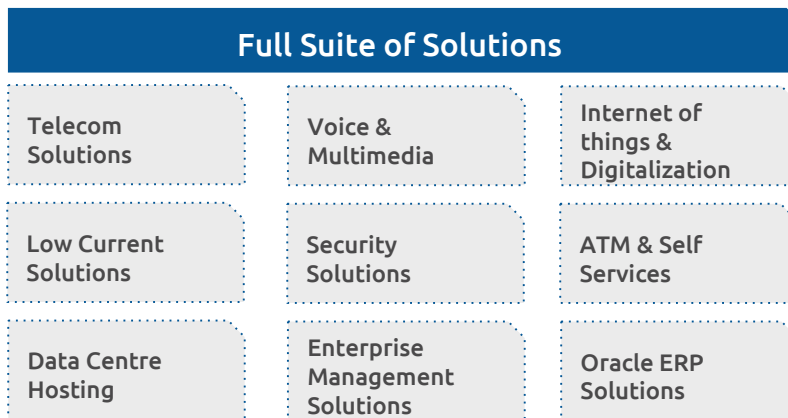 Full Suite of Solutions
Telecom
Solutions
Voice &
Multimedia
Internet of
things &
Digitalization
Low Current
Solutions
Security
Solutions
ATM & Self
Services
Data Centre
Hosting
Enterprise
Management
Solutions
Oracle ERP
Solutions